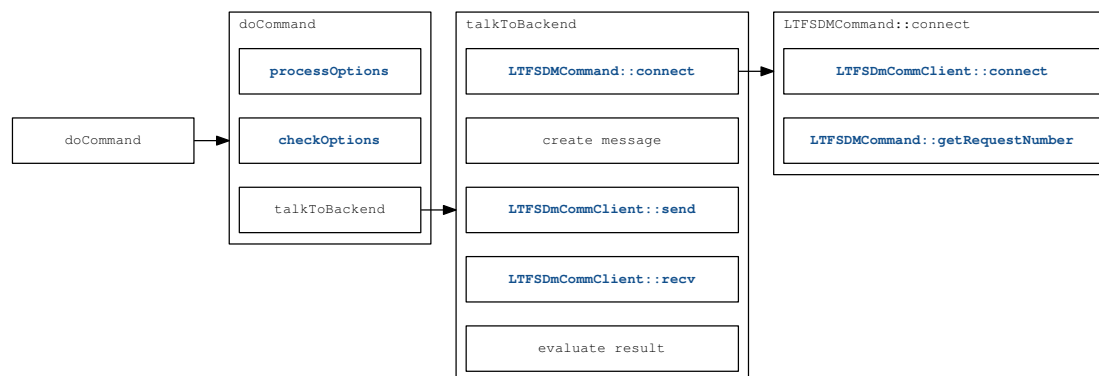 doCommand
doCommand
processOptions
checkOptions
talkToBackend
talkToBackend
LTFSDMCommand::connect
create message
LTFSDmCommClient::send
LTFSDmCommClient::recv
evaluate result
LTFSDMCommand::connect
LTFSDmCommClient::connect
LTFSDMCommand::getRequestNumber